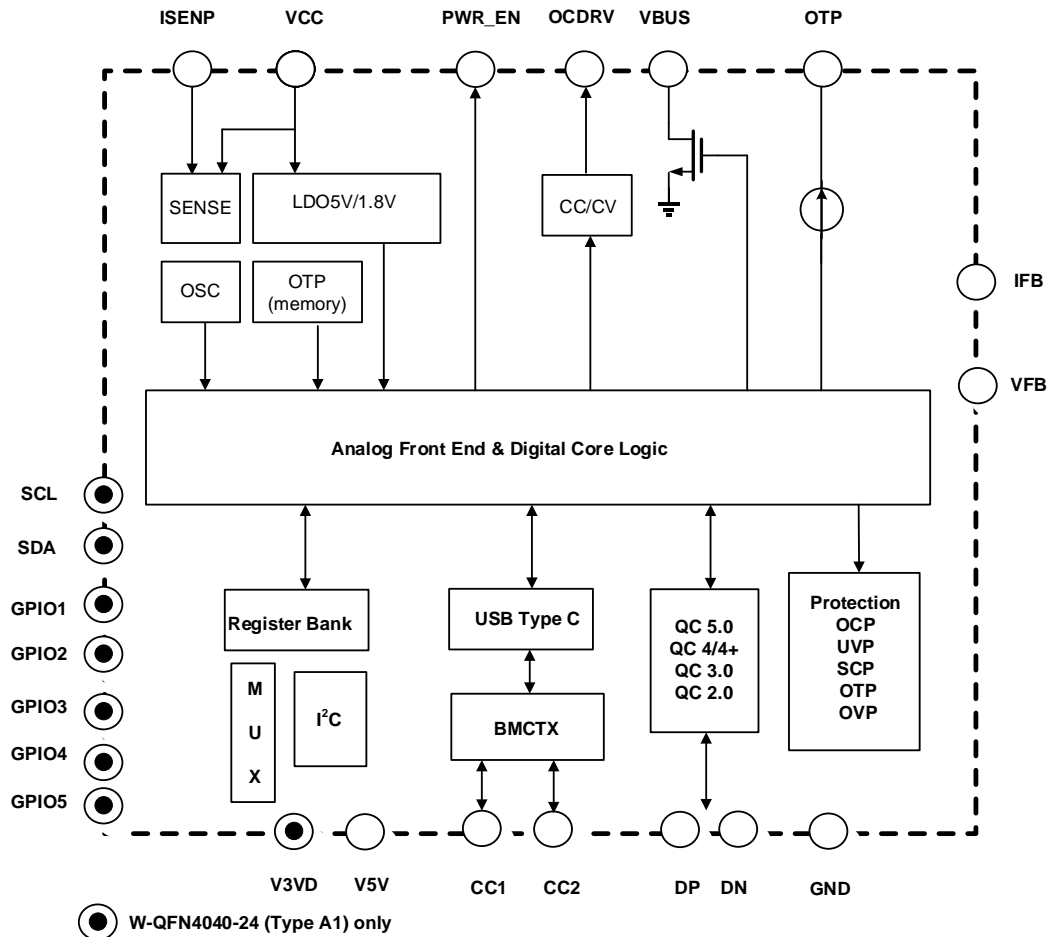 ISENP VCC PWR_EN OCDRV VBUS OTP
SENSE
LDO5V/1.8V
CC/CV
OSC
OTP
(memory)
IFB
VFB
Analog Front End & Digital Core Logic
SCL
SDA
GPIO1
GPIO2
GPIO3
GPIO4
GPIO5
Register Bank
M
U
X
I²C
USB Type C
BMCTX
QC 5.0
QC 4/4+
QC 3.0
QC 2.0
Protection
OCP
UVP
SCP
OTP
OVP
V3VD V5V CC1 CC2 DP DN GND
W-QFN4040-24 (Type A1) only